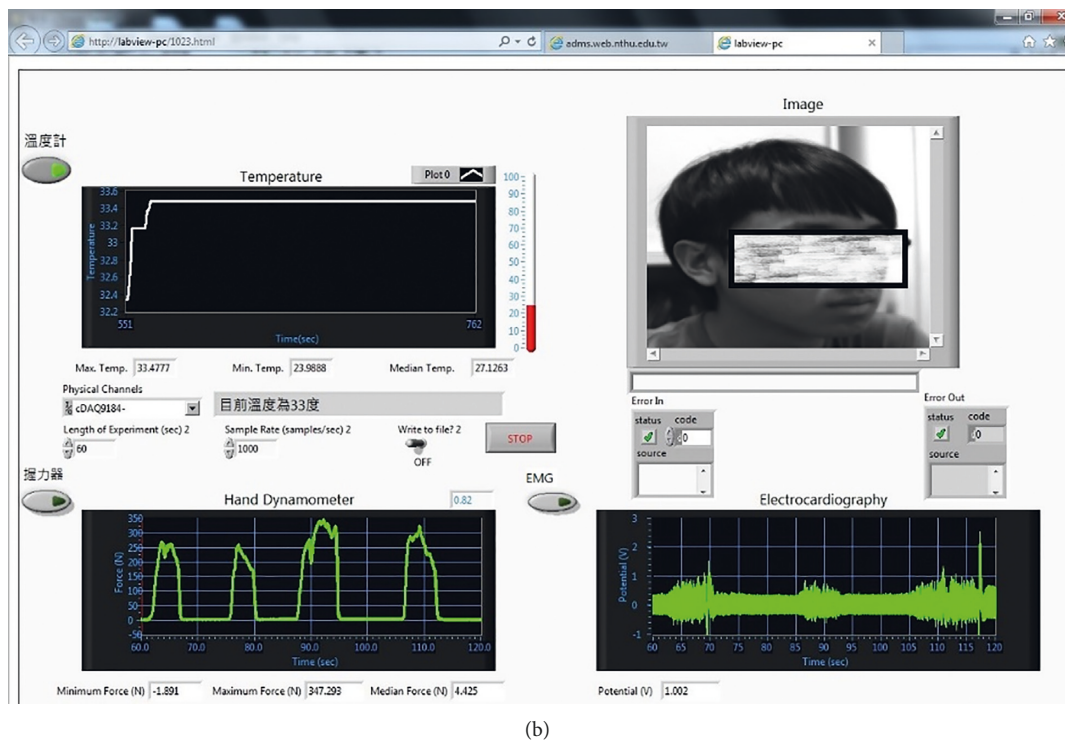 http://labview-pc/1023.html
adms.web.nthu.edu.tw
labview-pc
Image
溫度計
Temperature
Plot 0
33.6
33.4
33.2
33
32.8
32.6
32.4
32.2
Temperature
551
762
Time(sec)
100
90
80
70
60
50
40
30
20
10
0
Max. Temp. 33.4777
Min. Temp. 23.9888
Median Temp. 27.1263
Physical Channels
cDAQ9184-
目前溫度為33度
Length of Experiment (sec) 2
60
Sample Rate (samples/sec) 2
1000
Write to file? 2
OFF
STOP
Error In
status code
0
source
Error Out
status code
0
source
握力器
Hand Dynamometer
0.82
350
300
250
200
150
100
50
0
-50
Force (N)
60.0 70.0 80.0 90.0 100.0 110.0 120.0
Time (sec)
Minimum Force (N) -1.891
Maximum Force (N) 347.293
Median Force (N) 4.425
EMG
Electrocardiography
3
2
1
0
-1
Potential (V)
60 65 70 75 80 85 90 95 100 105 110 115 120
Time (sec)
Potential (V) 1.002
(b)